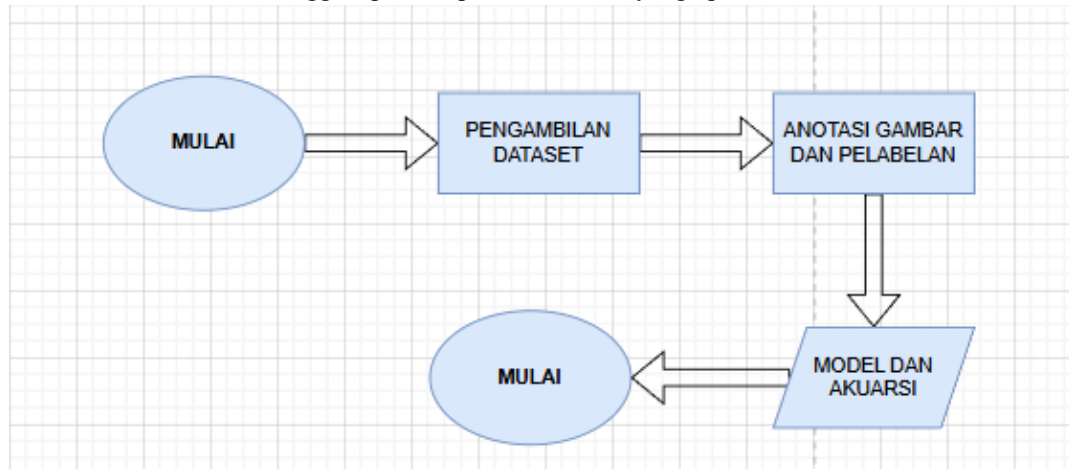 MULAI
PENGAMBILAN
DATASET
ANOTASI GAMBAR
DAN PELABELAN
MODEL DAN
AKUARSI
MULAI